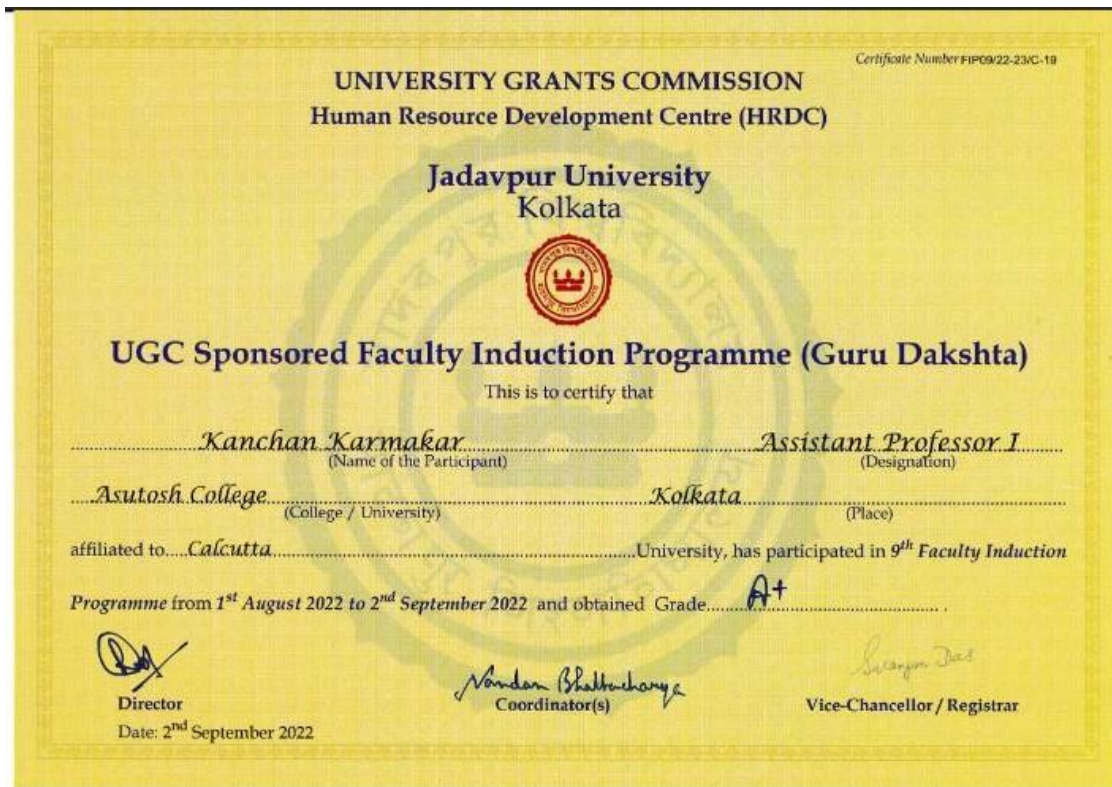 Certificate Number FIP09/22-23/C-19
UNIVERSITY GRANTS COMMISSION
Human Resource Development Centre (HRDC)
Jadavpur University
Kolkata
UGC Sponsored Faculty Induction Programme (Guru Dakshta)
This is to certify that
Kanchan Karmakar Assistant Professor I
(Name of the Participant) (Designation)
Asutosh College Kolkata
(College / University) (Place)
affiliated to Calcutta University, has participated in 9th Faculty Induction
Programme from 1st August 2022 to 2nd September 2022 and obtained Grade A+ .
Nandan Bhattacharya
Director Coordinator(s) Vice-Chancellor / Registrar
Date: 2nd September 2022